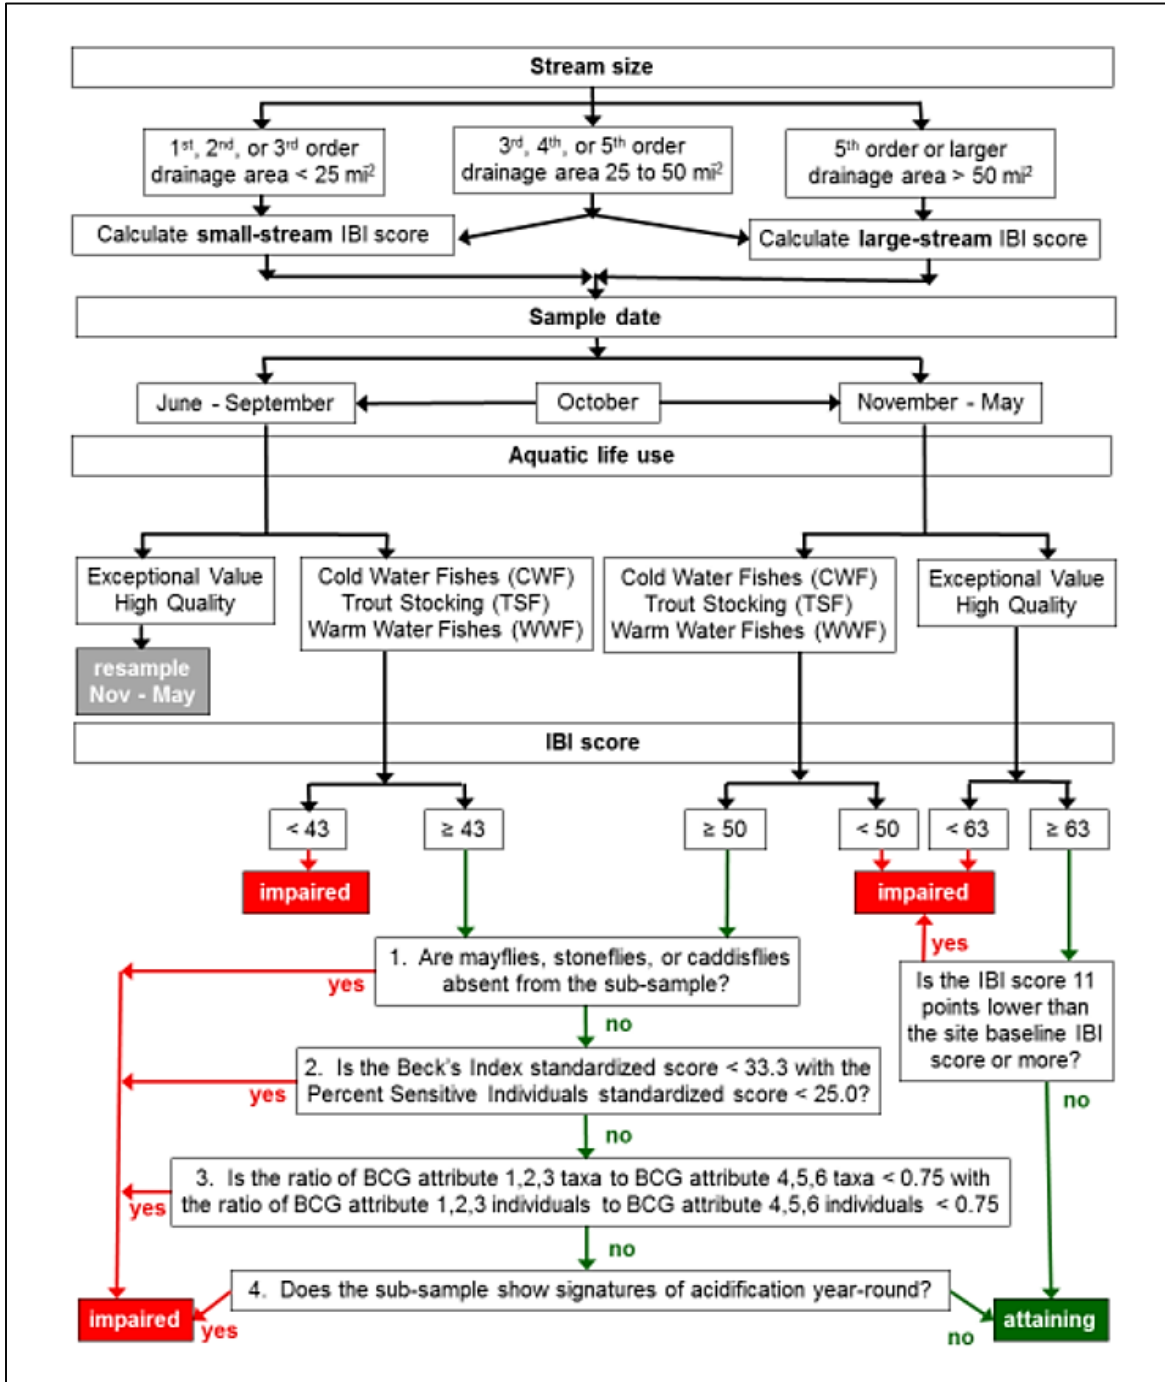 Stream size
1st, 2nd, or 3rd order
drainage area < 25 mi²
3rd, 4th, or 5th order
drainage area 25 to 50 mi²
5th order or larger
drainage area > 50 mi²
Calculate small-stream IBI score
Calculate large-stream IBI score
Sample date
June - September
October
November - May
Aquatic life use
Exceptional Value
High Quality
Cold Water Fishes (CWF)
Trout Stocking (TSF)
Warm Water Fishes (WWF)
Cold Water Fishes (CWF)
Trout Stocking (TSF)
Warm Water Fishes (WWF)
Exceptional Value
High Quality
resample
Nov - May
IBI score
< 43
≥ 43
≥ 50
< 50
< 63
≥ 63
impaired
impaired
yes
1. Are mayflies, stoneflies, or caddisflies
absent from the sub-sample?
yes
no
Is the IBI score 11
points lower than
the site baseline IBI
score or more?
no
2. Is the Beck's Index standardized score < 33.3 with the
Percent Sensitive Individuals standardized score < 25.0?
yes
no
3. Is the ratio of BCG attribute 1,2,3 taxa to BCG attribute 4,5,6 taxa < 0.75 with
the ratio of BCG attribute 1,2,3 individuals to BCG attribute 4,5,6 individuals < 0.75
yes
no
4. Does the sub-sample show signatures of acidification year-round?
impaired
yes
no
attaining